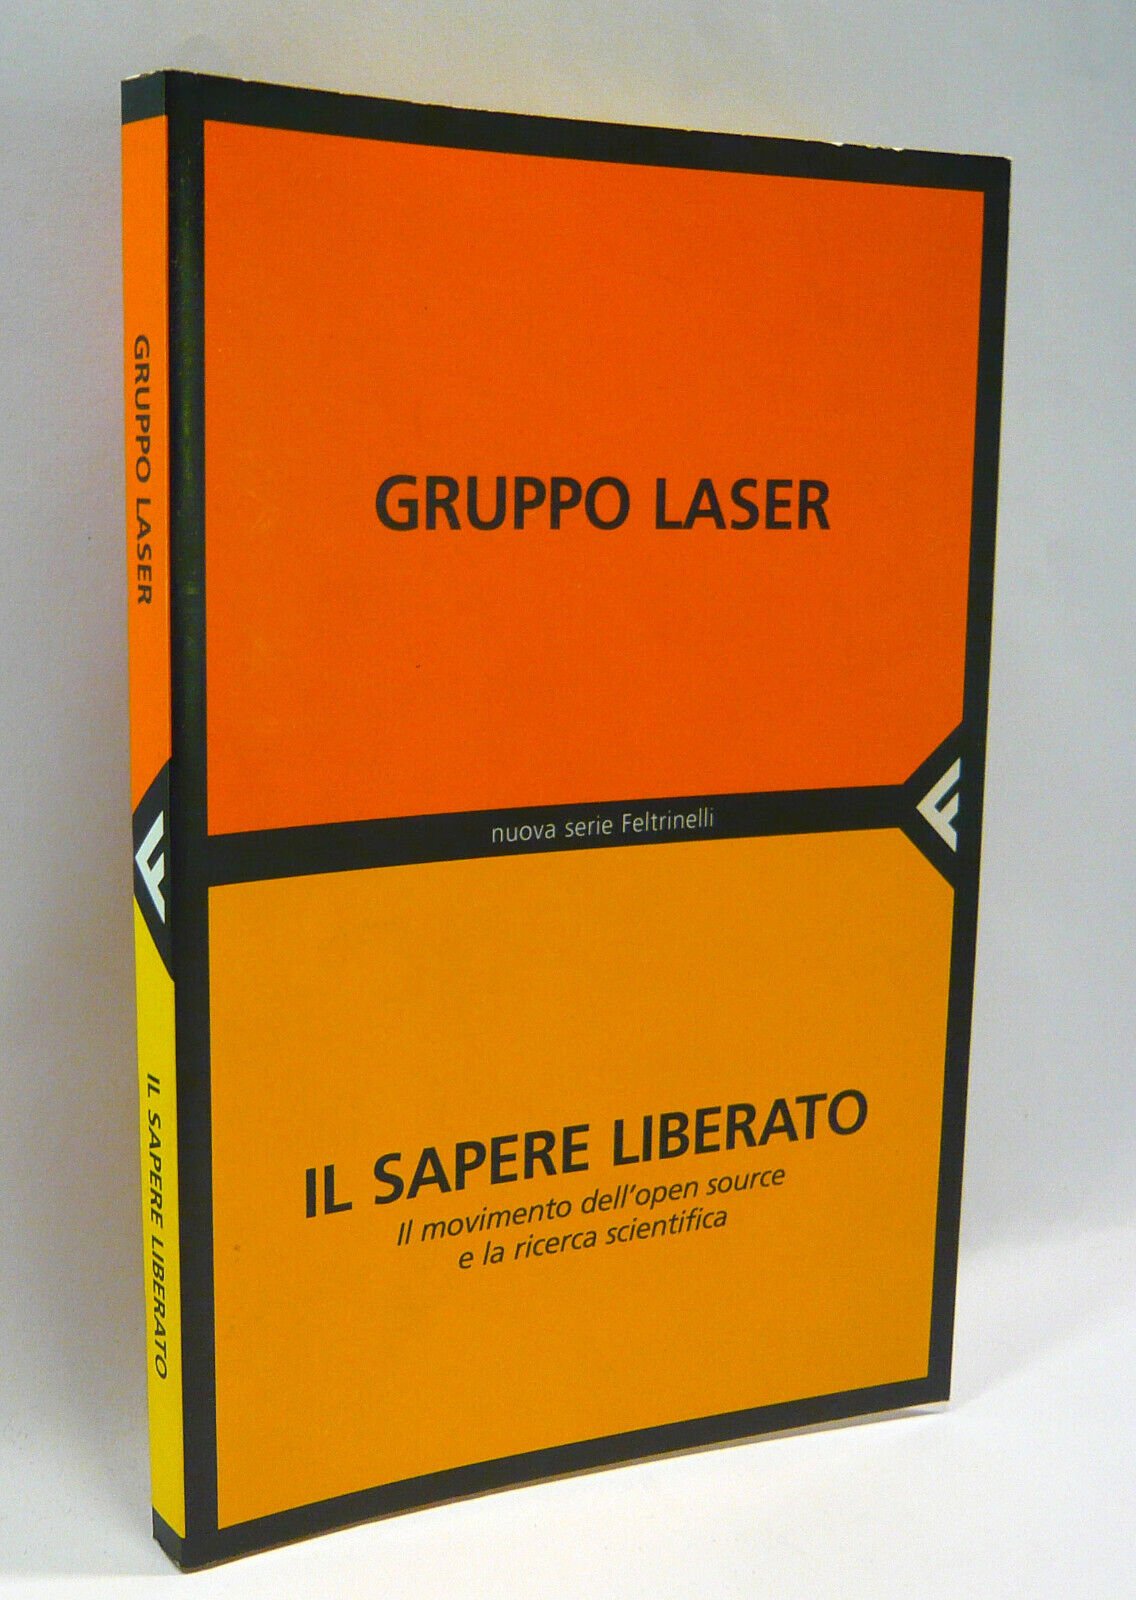 GRUPPO LASER
IL SAPERE LIBERATO
GRUPPO LASER
nuova serie Feltrinelli
IL SAPERE LIBERATO
Il movimento dell'open source
e la ricerca scientifica